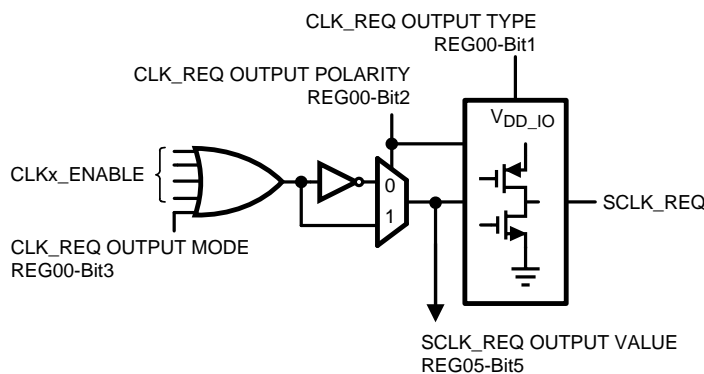 CLK_REQ OUTPUT TYPE
REG00-Bit1
CLK_REQ OUTPUT POLARITY
REG00-Bit2
VDD_IO
CLKx_ENABLE
0
1
SCLK_REQ
CLK_REQ OUTPUT MODE
REG00-Bit3
SCLK_REQ OUTPUT VALUE
REG05-Bit5